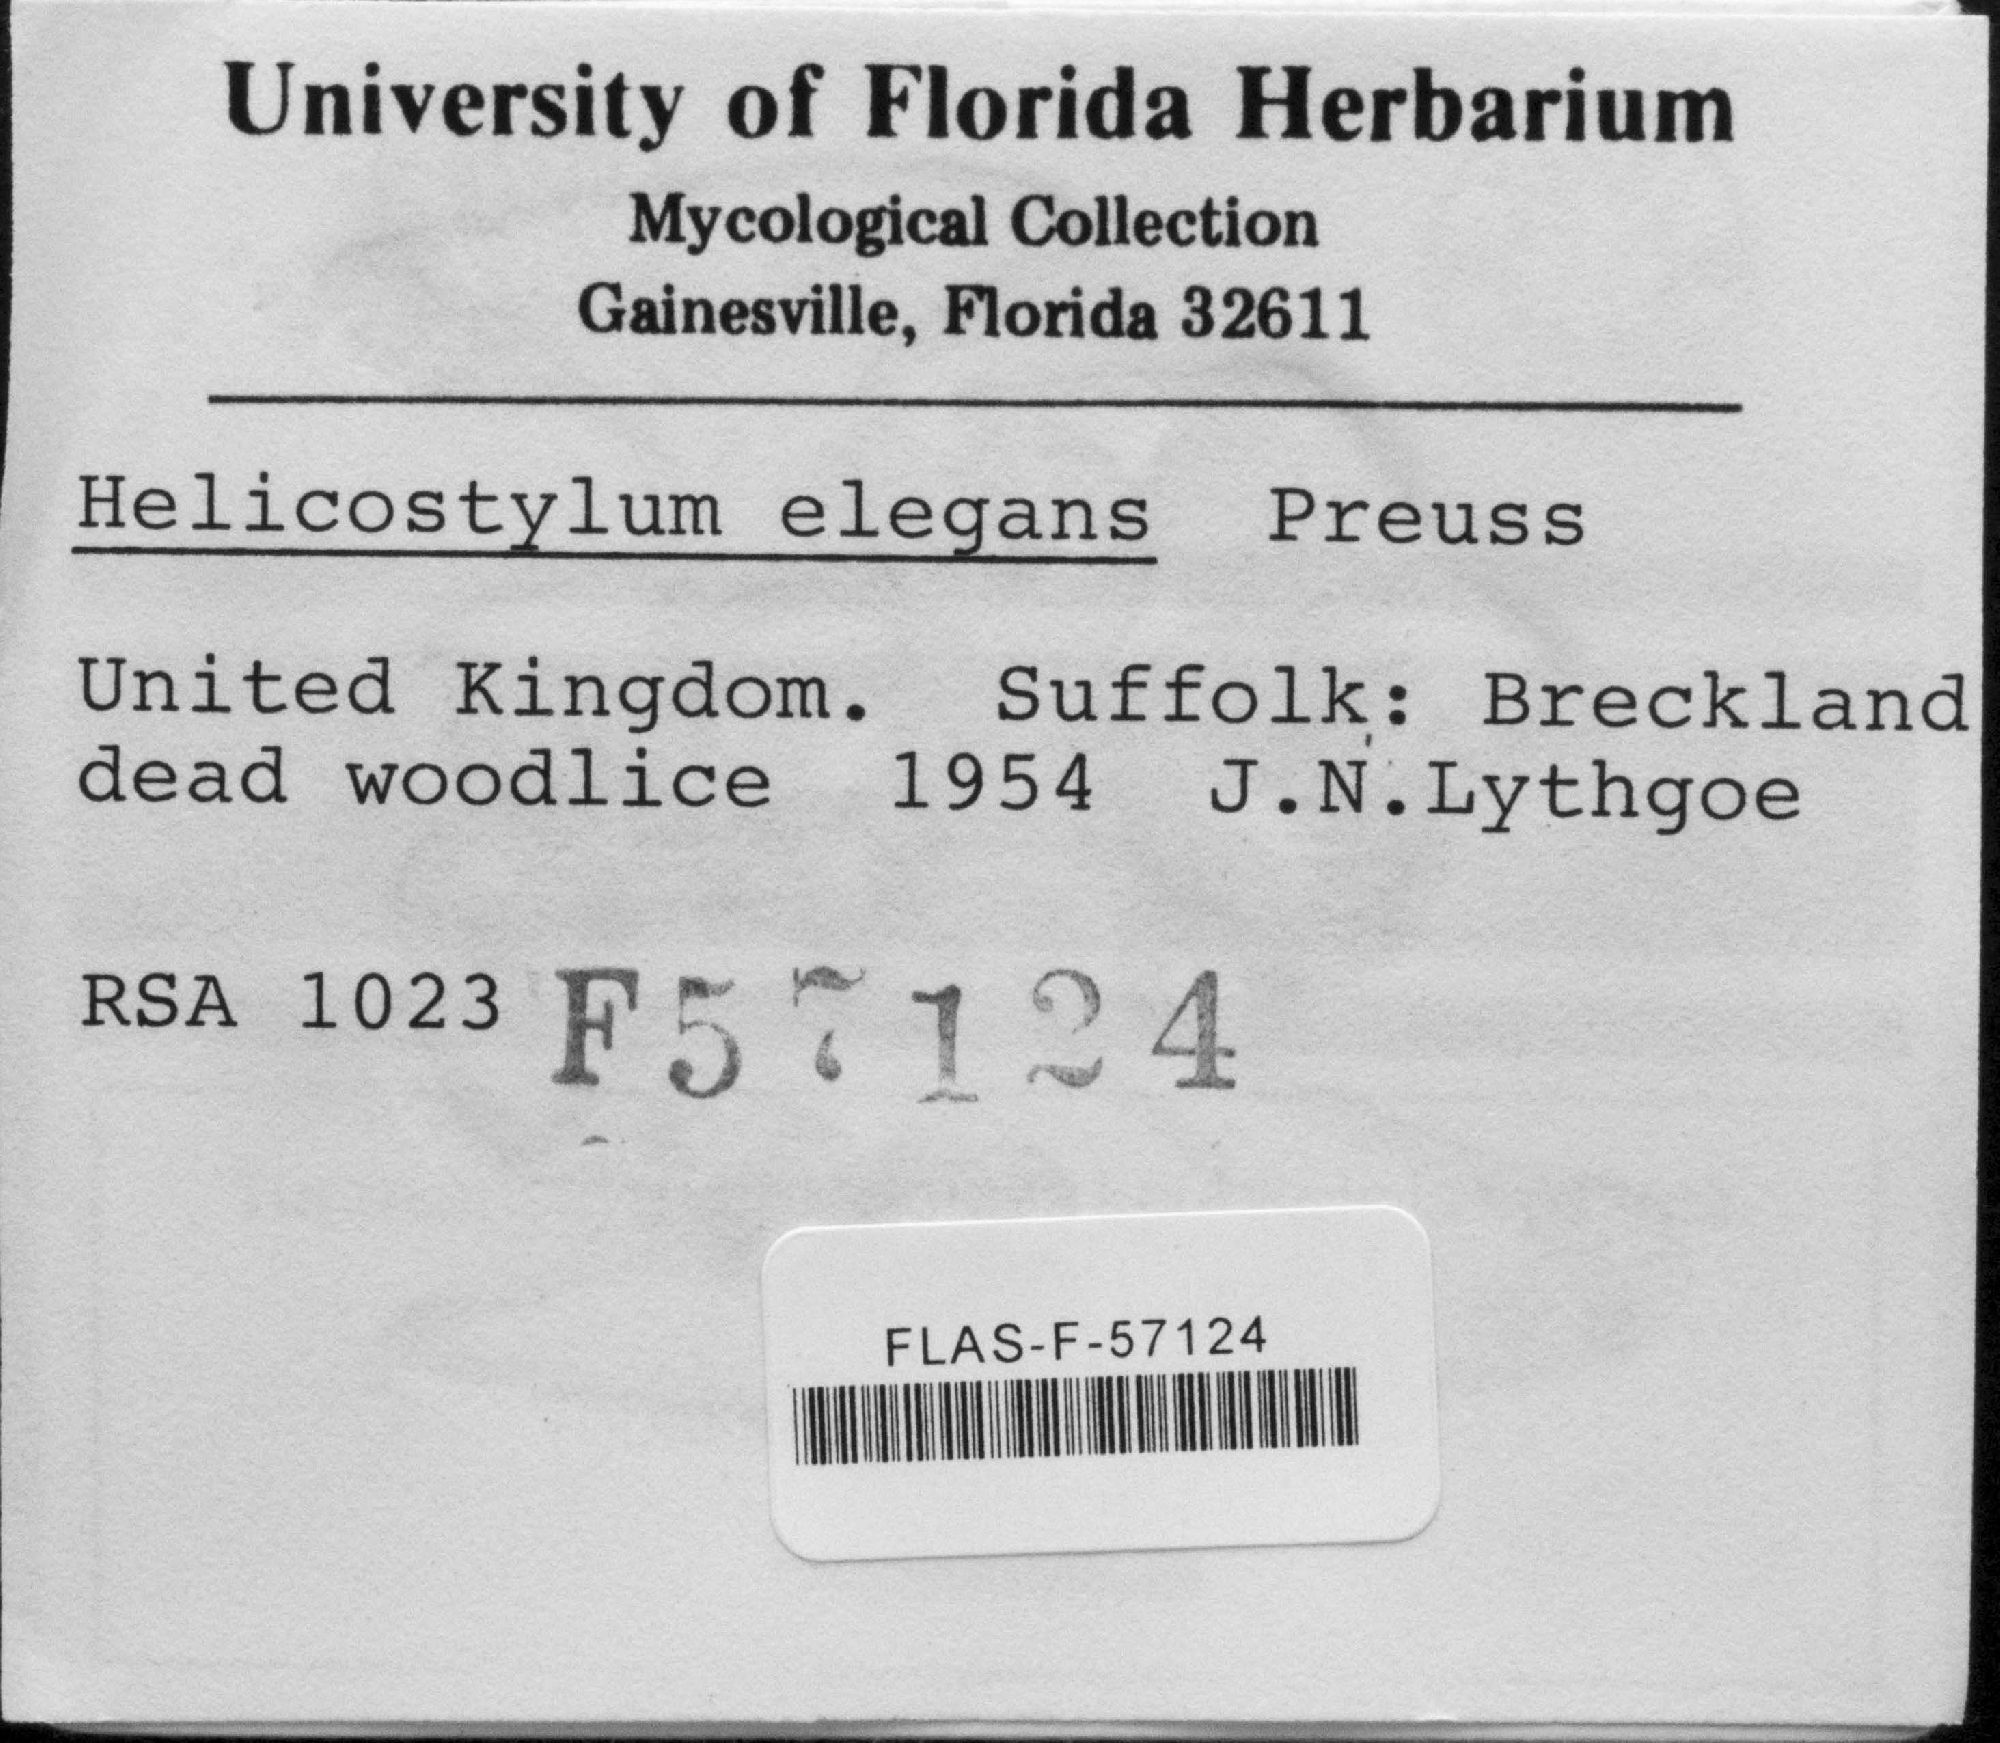 University of Florida Herbarium
Mycological Collection
Gainesville, Florida 32611
Helicostylum elegans Preuss
United Kingdom. Suffolk: Breckland
dead woodlice 1954 J.N.Lythgoe
RSA 1023 F57124
FLAS-F-57124